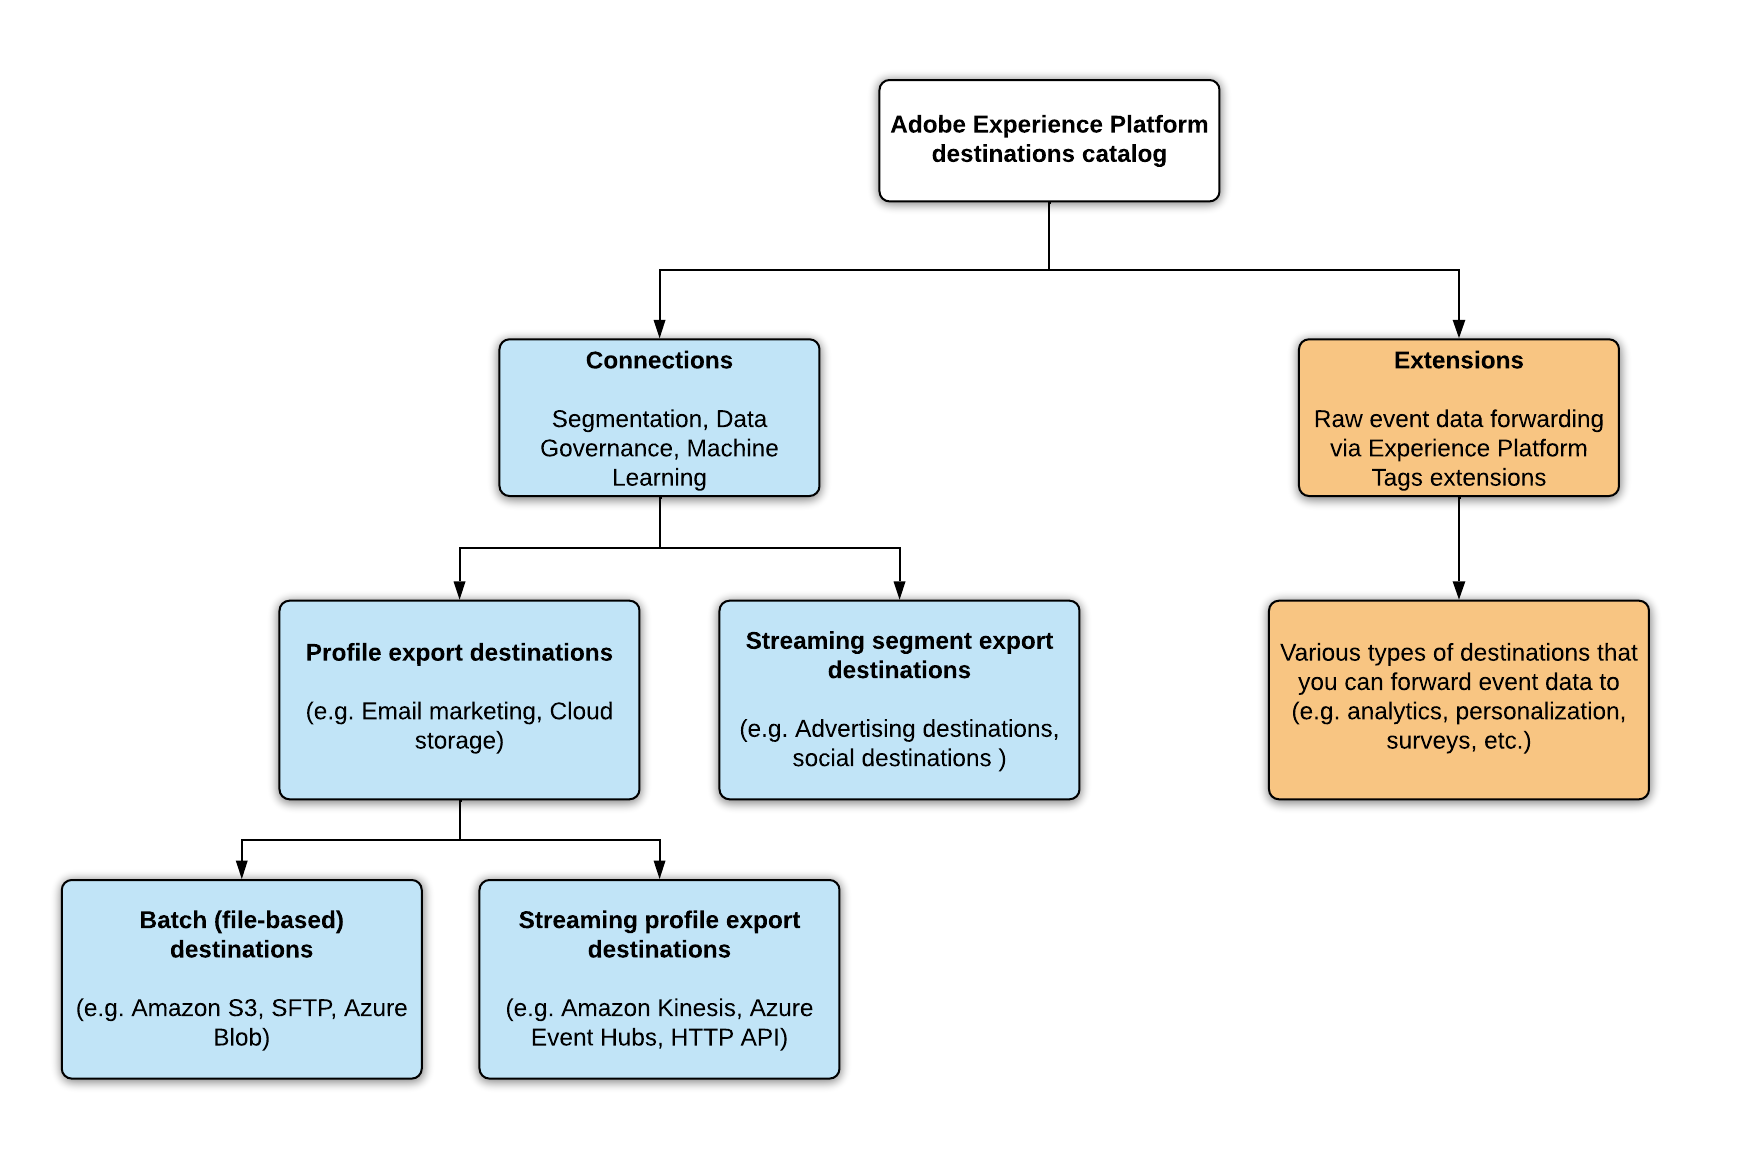 Adobe Experience Platform
destinations catalog
Connections
Segmentation, Data
Governance, Machine
Learning
Extensions
Raw event data forwarding
via Experience Platform
Tags extensions
Profile export destinations
(e.g. Email marketing, Cloud
storage)
Streaming segment export
destinations
(e.g. Advertising destinations,
social destinations )
Various types of destinations that
you can forward event data to
(e.g. analytics, personalization,
surveys, etc.)
Batch (file-based)
destinations
(e.g. Amazon S3, SFTP, Azure
Blob)
Streaming profile export
destinations
(e.g. Amazon Kinesis, Azure
Event Hubs, HTTP API)